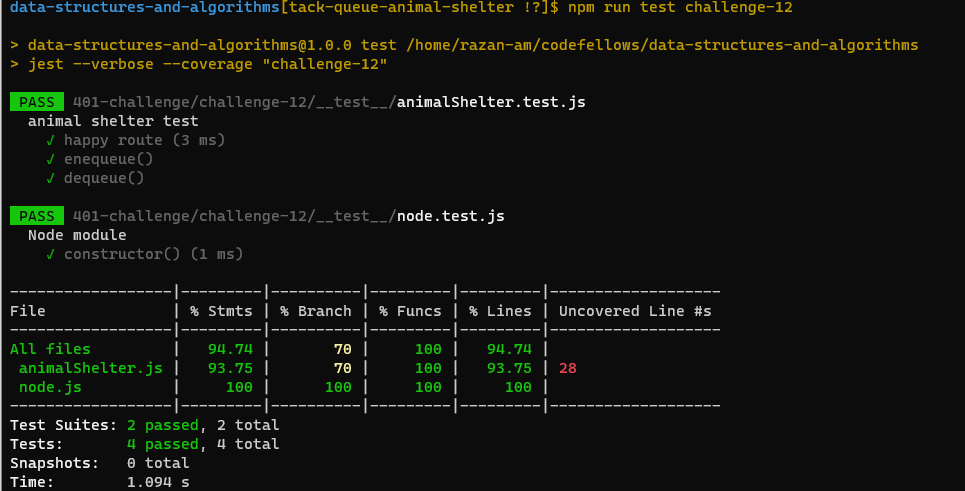 data-structures-and-algorithms[tack-queue-animal-shelter !?]$ npm run test challenge-12
> data-structures-and-algorithms@1.0.0 test /home/razan-am/codefellows/data-structures-and-algorithms
> jest --verbose --coverage "challenge-12"
PASS 401-challenge/challenge-12/__test__/animalShelter.test.js
animal shelter test
√ happy route (3 ms)
√ enequeue()
√ dequeue()
PASS 401-challenge/challenge-12/__test__/node.test.js
Node module
√ constructor() (1 ms)
------------------|---------|----------|---------|---------|-------------------
File              | % Stmts | % Branch | % Funcs | % Lines | Uncovered Line #s
------------------|---------|----------|---------|---------|-------------------
All files         |   94.74 |       70 |     100 |   94.74 |
 animalShelter.js |   93.75 |       70 |     100 |   93.75 | 28
 node.js          |     100 |      100 |     100 |     100 |
------------------|---------|----------|---------|---------|-------------------
Test Suites: 2 passed, 2 total
Tests:       4 passed, 4 total
Snapshots:   0 total
Time:        1.094 s